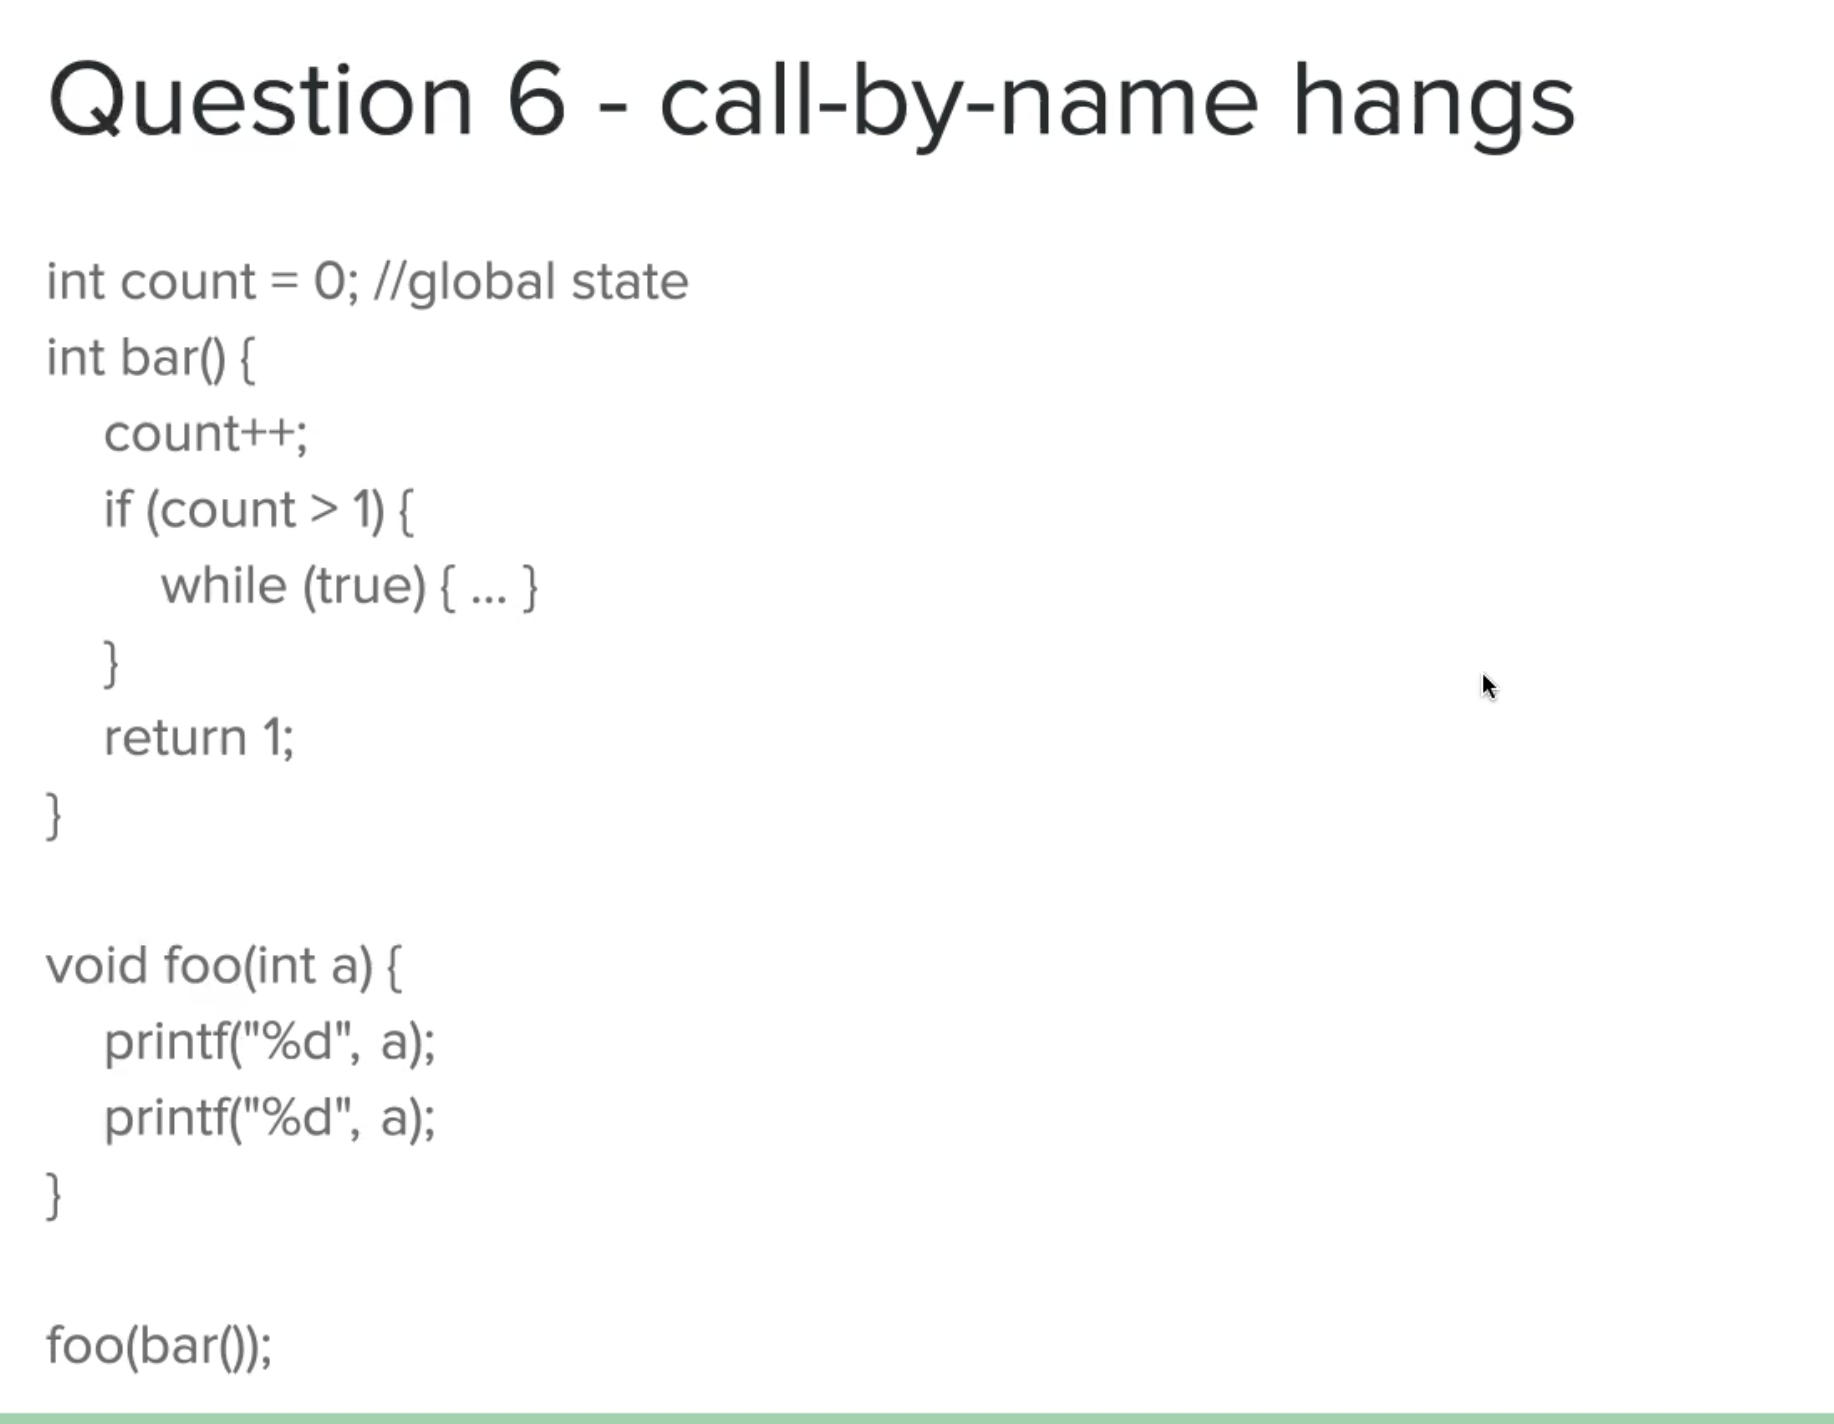 Question 6 - call-by-name hangs
int count = 0; //global state
int bar() {
count++;
if (count > 1) {
while (true) { ... }
}
return 1;
}
void foo(int a) {
printf("%d", a);
printf("%d", a);
}
foo(bar());